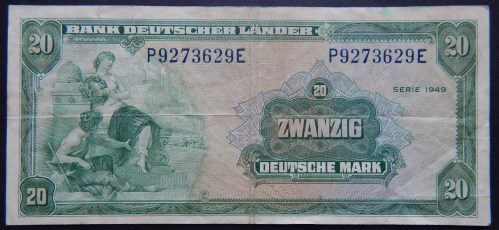 20 BANK DEUTSCHER LÄNDER 20
P9273629E P9273629E
SERIE 1949
20
ZWANZIG
DEUTSCHE MARK
20 20